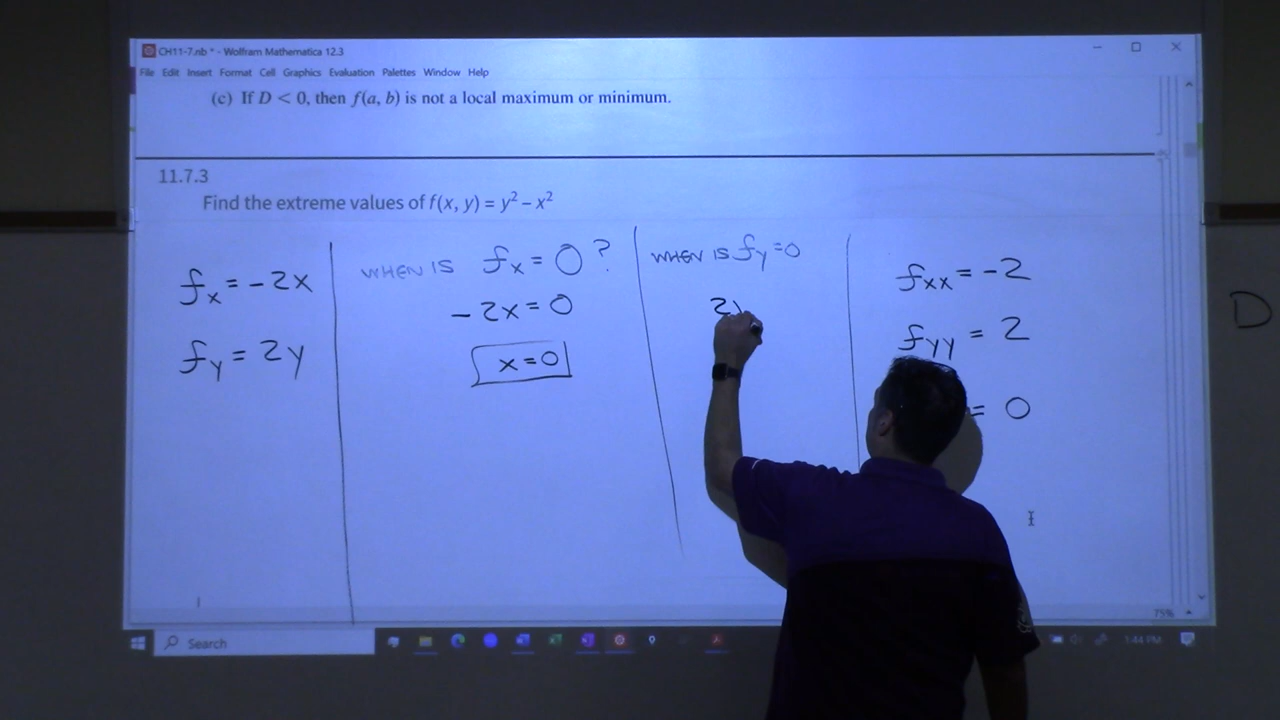 CH11-7.nb * - Wolfram Mathematica 12.3
File Edit Insert Format Cell Graphics Evaluation Palettes Window Help
(c) If D < 0, then f(a, b) is not a local maximum or minimum.
11.7.3
Find the extreme values of f(x, y) = y² – x²
fx = -2x
fy = 2y
WHEN IS fx = 0 ?
-2x = 0
x = 0
WHEN IS fy = 0
2
fxx = -2
fyy = 2
= 0
D
75%
Search
1:44 PM